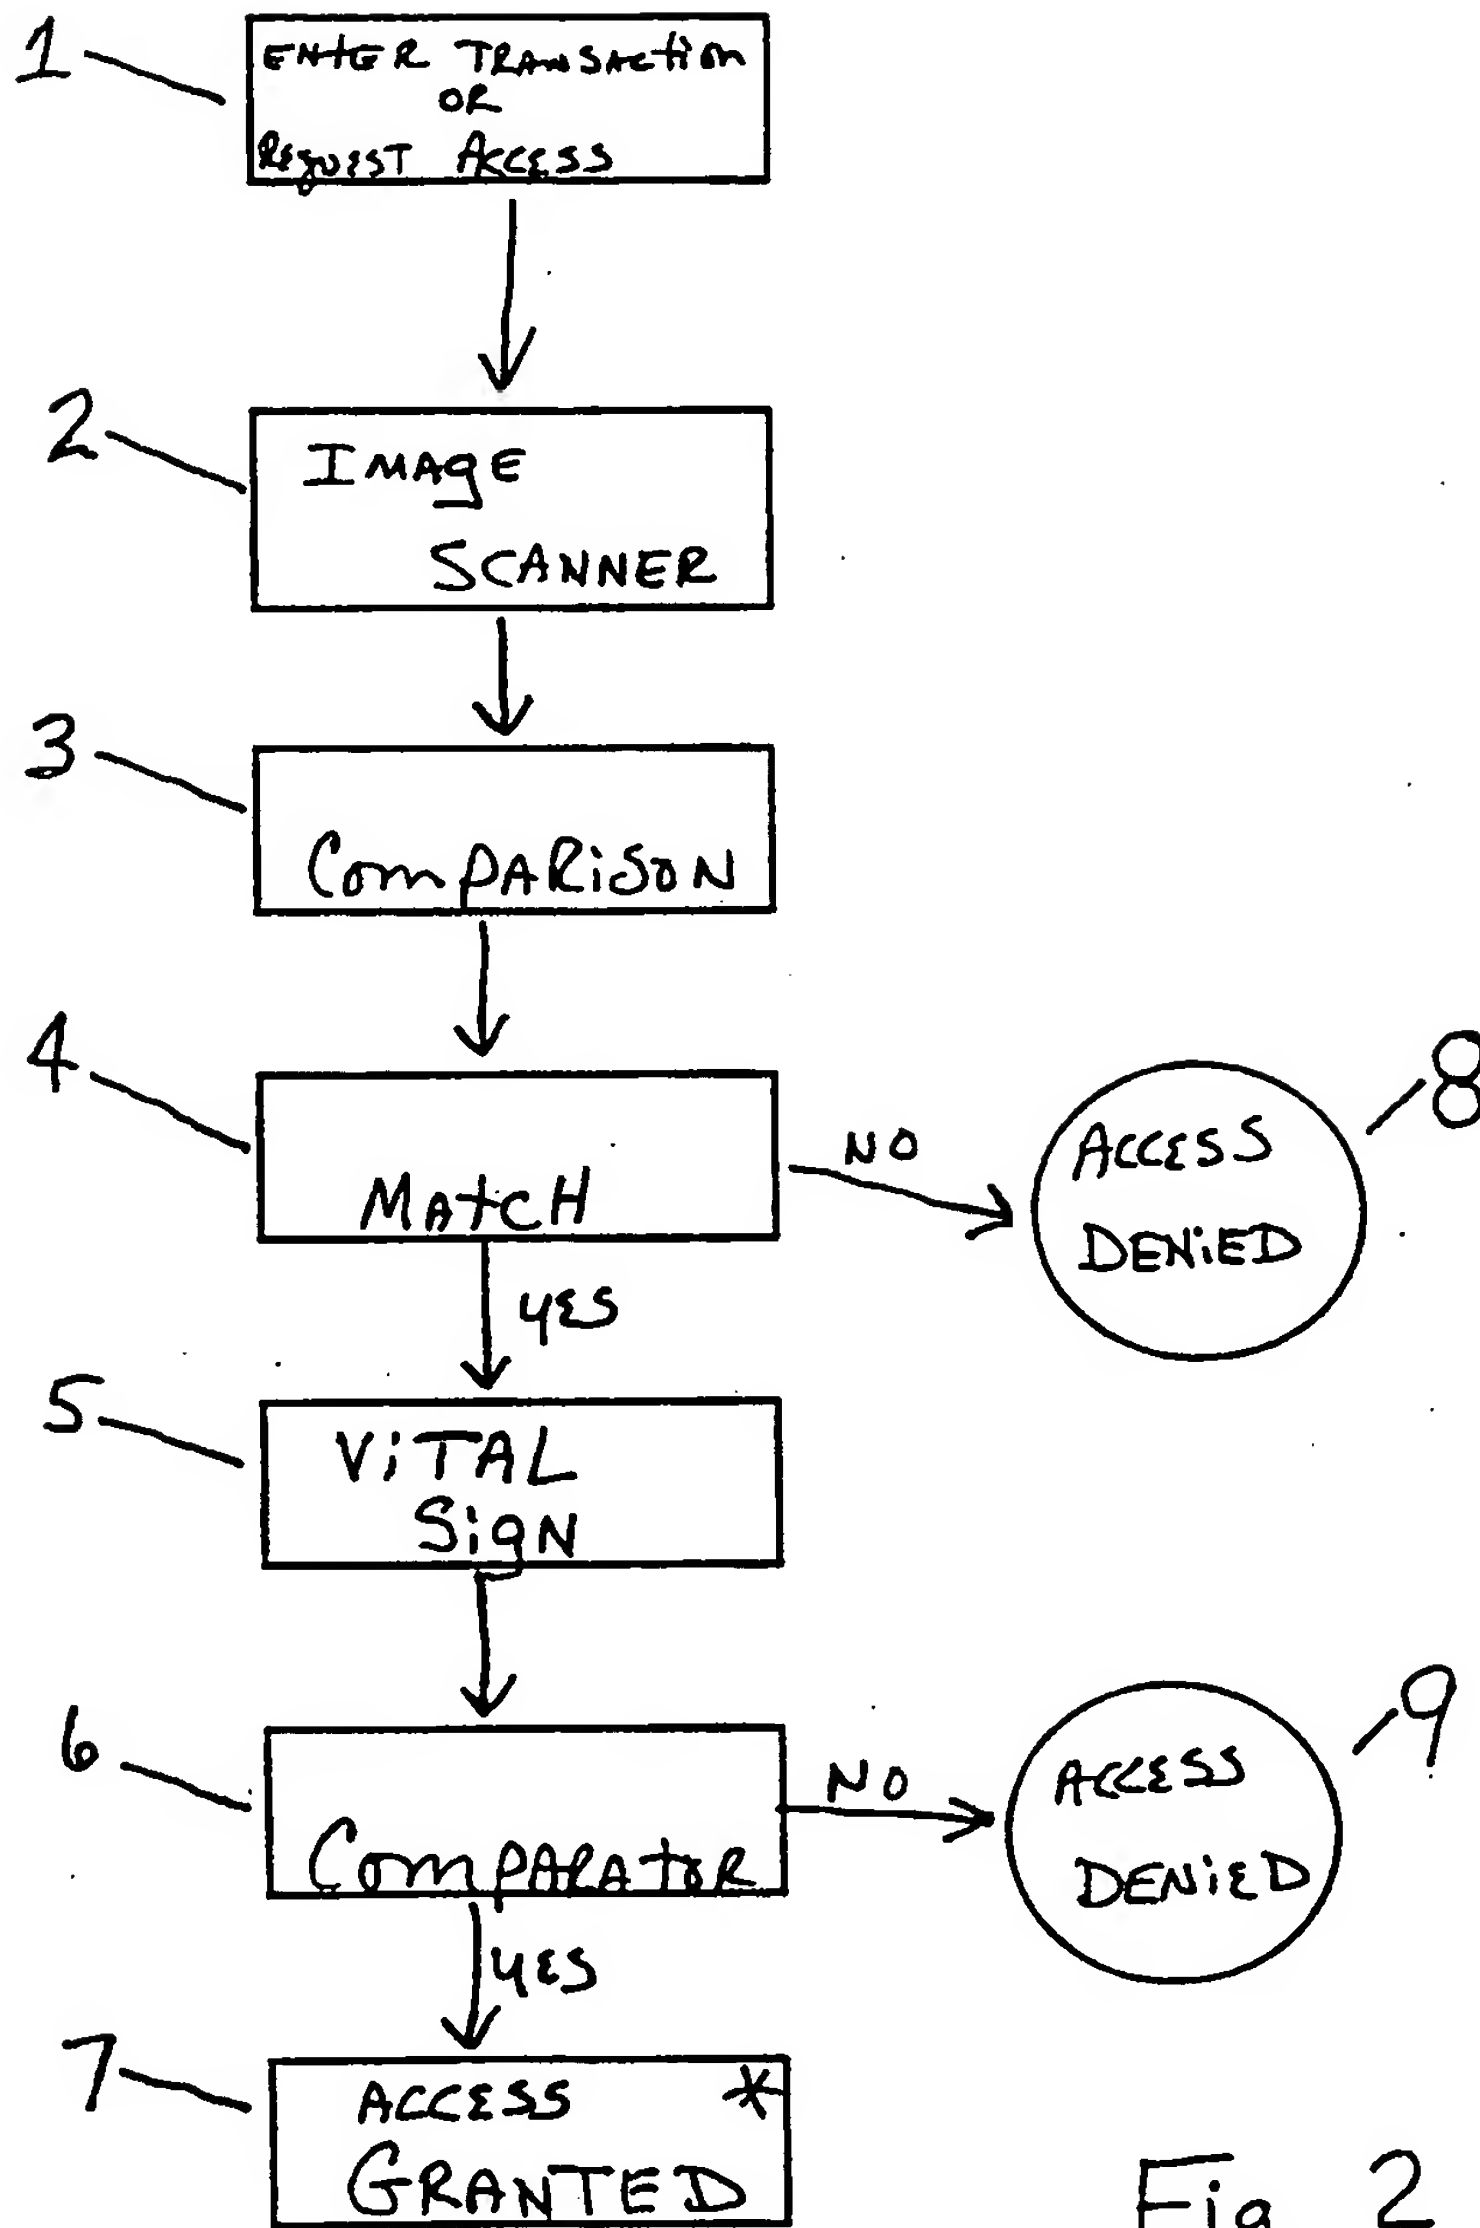 1
ENTER TRANSACTION
OR
REQUEST ACCESS
2
IMAGE
SCANNER
3
COMPARISON
4
MATCH
NO
8
ACCESS
DENIED
YES
5
VITAL
SIGN
6
COMPARATOR
NO
9
ACCESS
DENIED
YES
7
ACCESS *
GRANTED
Fig 2